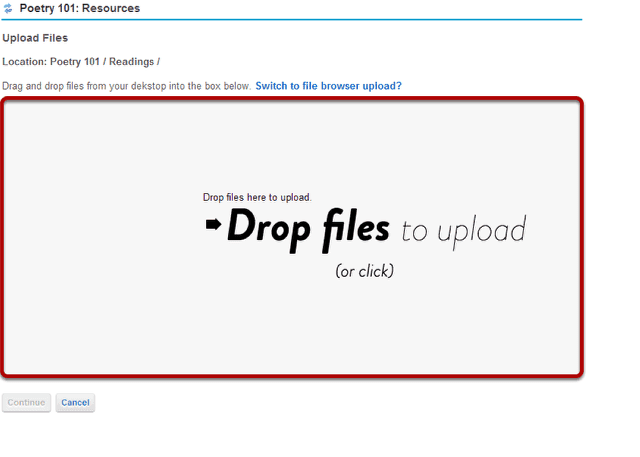 Poetry 101: Resources
Upload Files
Location: Poetry 101 / Readings /
Drag and drop files from your dekstop into the box below. Switch to file browser upload?
Drop files here to upload.
Drop files to upload
(or click)
Continue Cancel